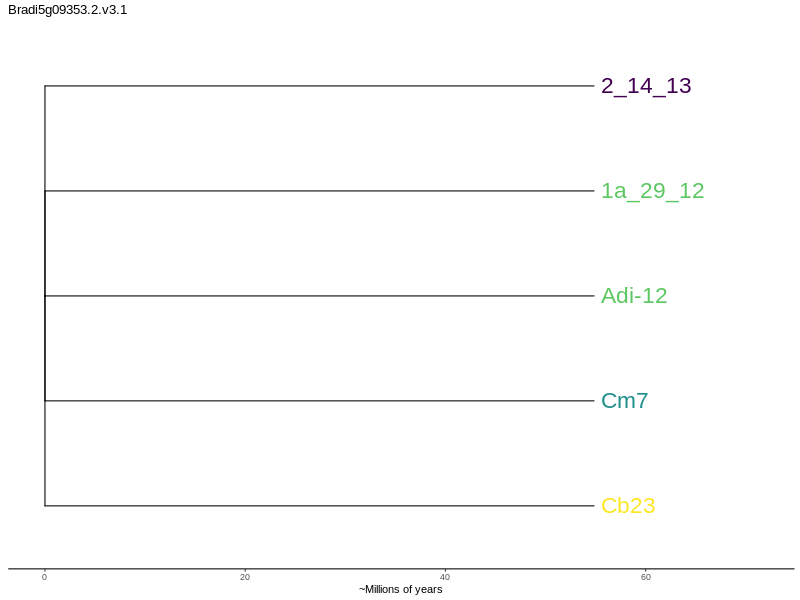 Bradi5g09353.2.v3.1
2_14_13
1a_29_12
Adi-12
Cm7
Cb23
0 20 40 60
~Millions of years